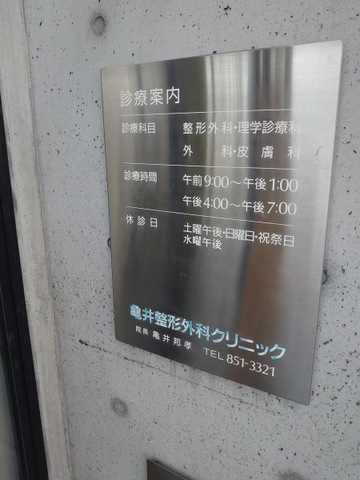 診療案内
診療科目 整形外科・理学診療科
外科・皮膚科
診療時間 午前9:00～午後1:00
午後4:00～午後7:00
休診日 土曜午後・日曜日・祝祭日
水曜午後
亀井整形外科クリニック
院長 亀井邦孝 TEL 851-3321